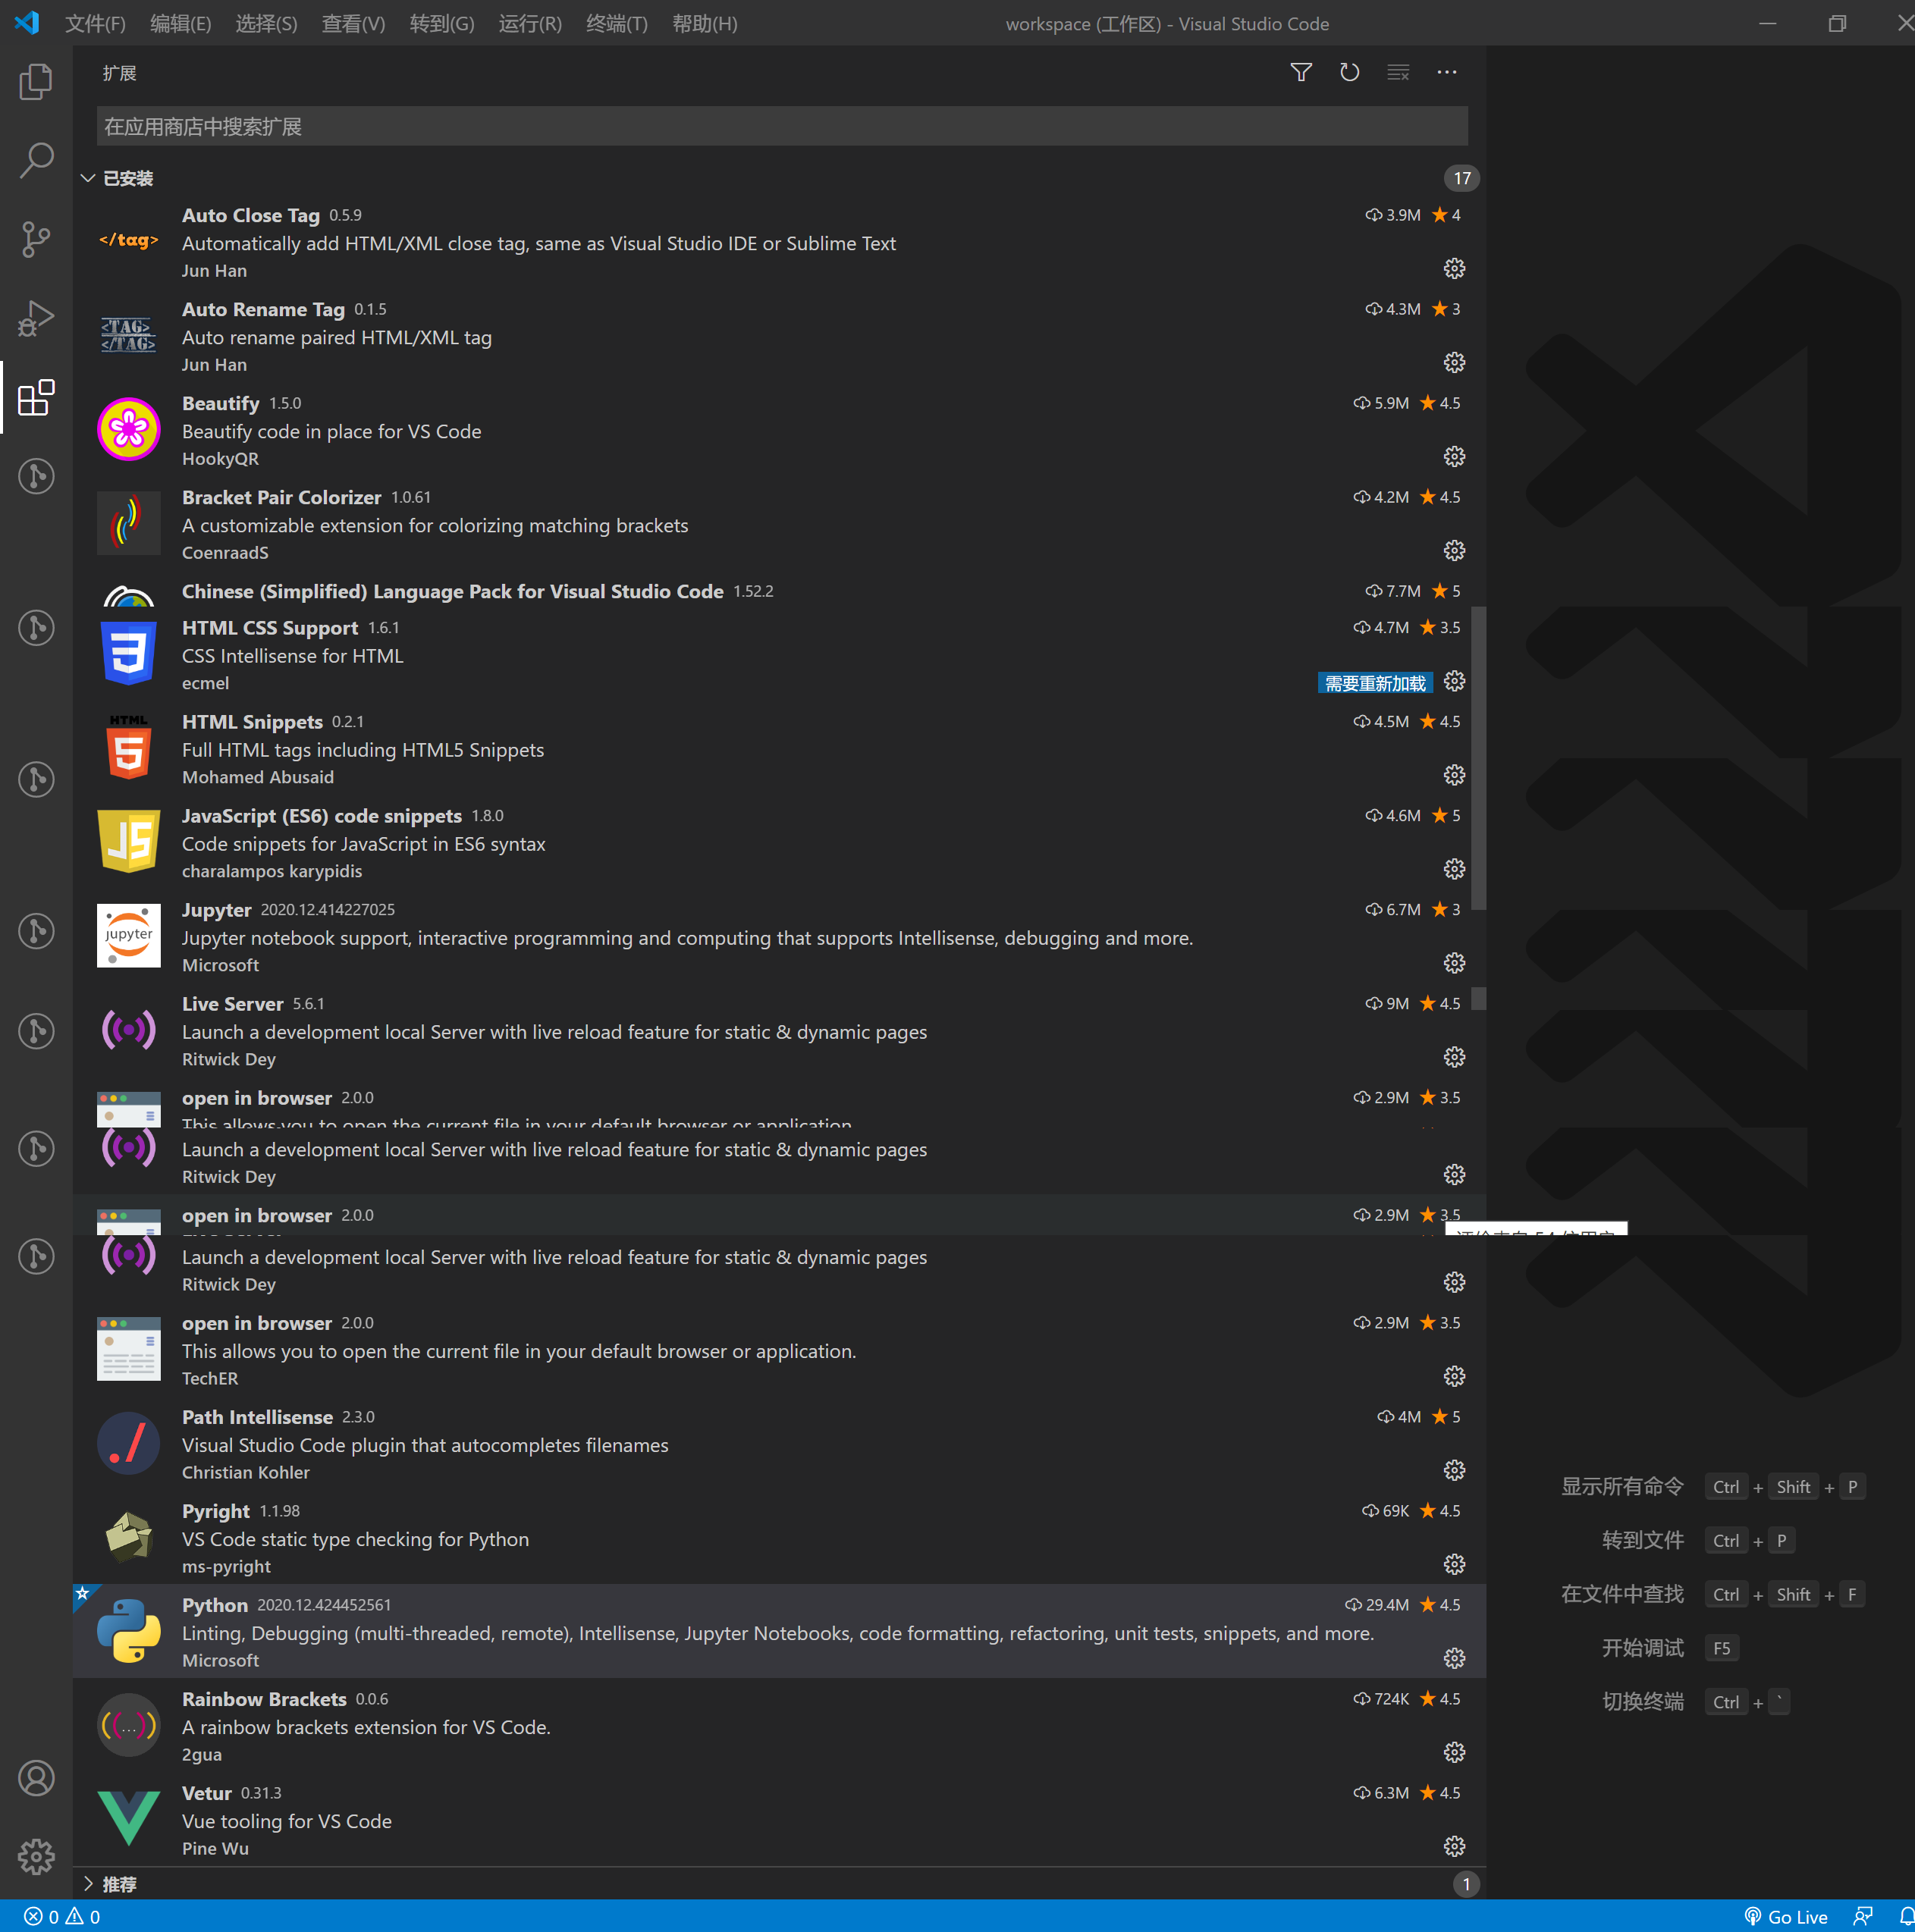 文件(F) 编辑(E) 选择(S) 查看(V) 转到(G) 运行(R) 终端(T) 帮助(H) workspace (工作区) - Visual Studio Code
扩展
在应用商店中搜索扩展
已安装 17
Auto Close Tag 0.5.9 3.9M 4
</tag>
Automatically add HTML/XML close tag, same as Visual Studio IDE or Sublime Text
Jun Han
Auto Rename Tag 0.1.5 4.3M 3
<TAG>
</TAG>
Auto rename paired HTML/XML tag
Jun Han
Beautify 1.5.0 5.9M 4.5
Beautify code in place for VS Code
HookyQR
Bracket Pair Colorizer 1.0.61 4.2M 4.5
A customizable extension for colorizing matching brackets
CoenraadS
Chinese (Simplified) Language Pack for Visual Studio Code 1.52.2 7.7M 5
HTML CSS Support 1.6.1 4.7M 3.5
CSS Intellisense for HTML
ecmel 需要重新加载
HTML Snippets 0.2.1 4.5M 4.5
HTML
5
Full HTML tags including HTML5 Snippets
Mohamed Abusaid
JavaScript (ES6) code snippets 1.8.0 4.6M 5
JS
Code snippets for JavaScript in ES6 syntax
charalampos karypidis
Jupyter 2020.12.414227025 6.7M 3
jupyter
Jupyter notebook support, interactive programming and computing that supports Intellisense, debugging and more.
Microsoft
Live Server 5.6.1 9M 4.5
Launch a development local Server with live reload feature for static & dynamic pages
Ritwick Dey
open in browser 2.0.0 2.9M 3.5
This allows you to open the current file in your default browser or application.
Launch a development local Server with live reload feature for static & dynamic pages
Ritwick Dey
open in browser 2.0.0 2.9M 3.5
Launch a development local Server with live reload feature for static & dynamic pages
Ritwick Dey
open in browser 2.0.0 2.9M 3.5
This allows you to open the current file in your default browser or application.
TechER
Path Intellisense 2.3.0 4M 5
Visual Studio Code plugin that autocompletes filenames
Christian Kohler
Pyright 1.1.98 69K 4.5
VS Code static type checking for Python
ms-pyright
Python 2020.12.424452561 29.4M 4.5
Linting, Debugging (multi-threaded, remote), Intellisense, Jupyter Notebooks, code formatting, refactoring, unit tests, snippets, and more.
Microsoft
Rainbow Brackets 0.0.6 724K 4.5
(...)
A rainbow brackets extension for VS Code.
2gua
Vetur 0.31.3 6.3M 4.5
Vue tooling for VS Code
Pine Wu
推荐 1
显示所有命令 Ctrl + Shift + P
转到文件 Ctrl + P
在文件中查找 Ctrl + Shift + F
开始调试 F5
切换终端 Ctrl + `
0 0 Go Live